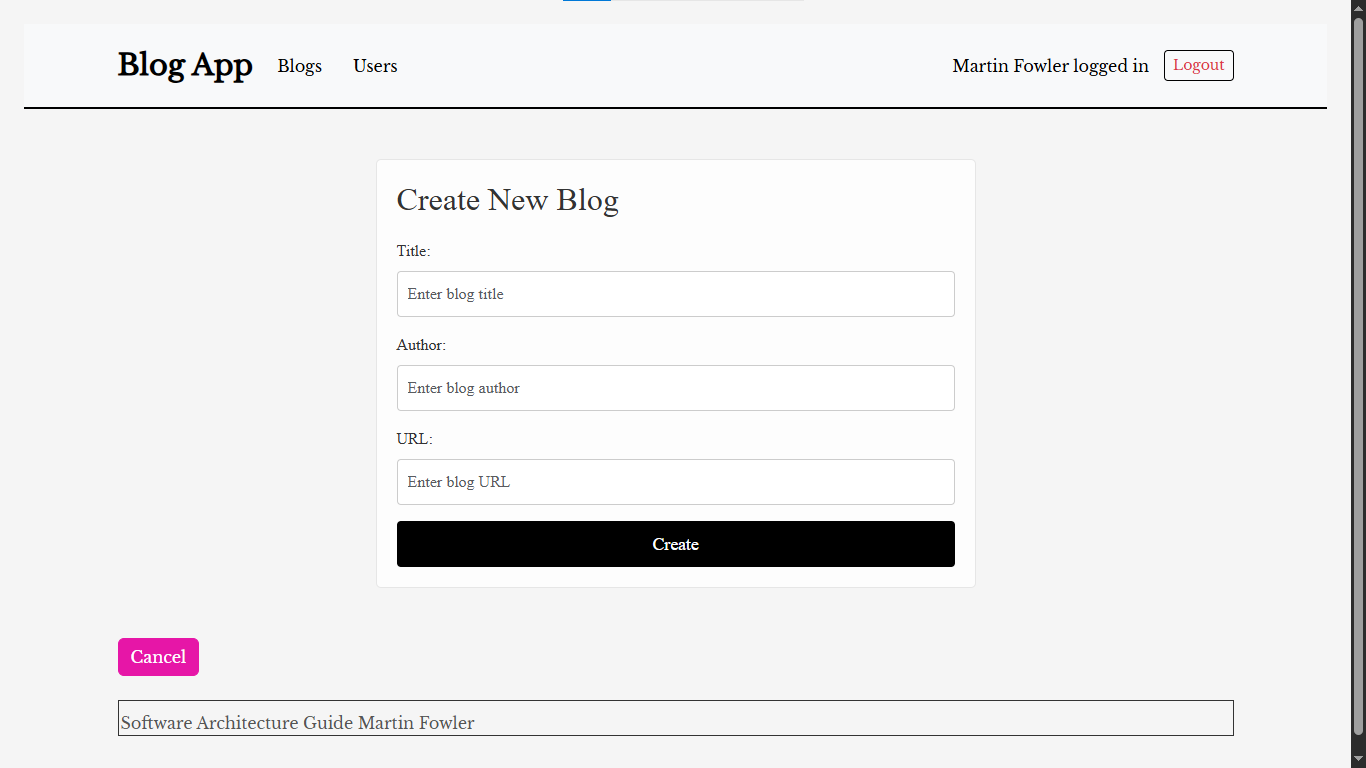 Blog App Blogs Users Martin Fowler logged in Logout
Create New Blog
Title:
Enter blog title
Author:
Enter blog author
URL:
Enter blog URL
Create
Cancel
Software Architecture Guide Martin Fowler